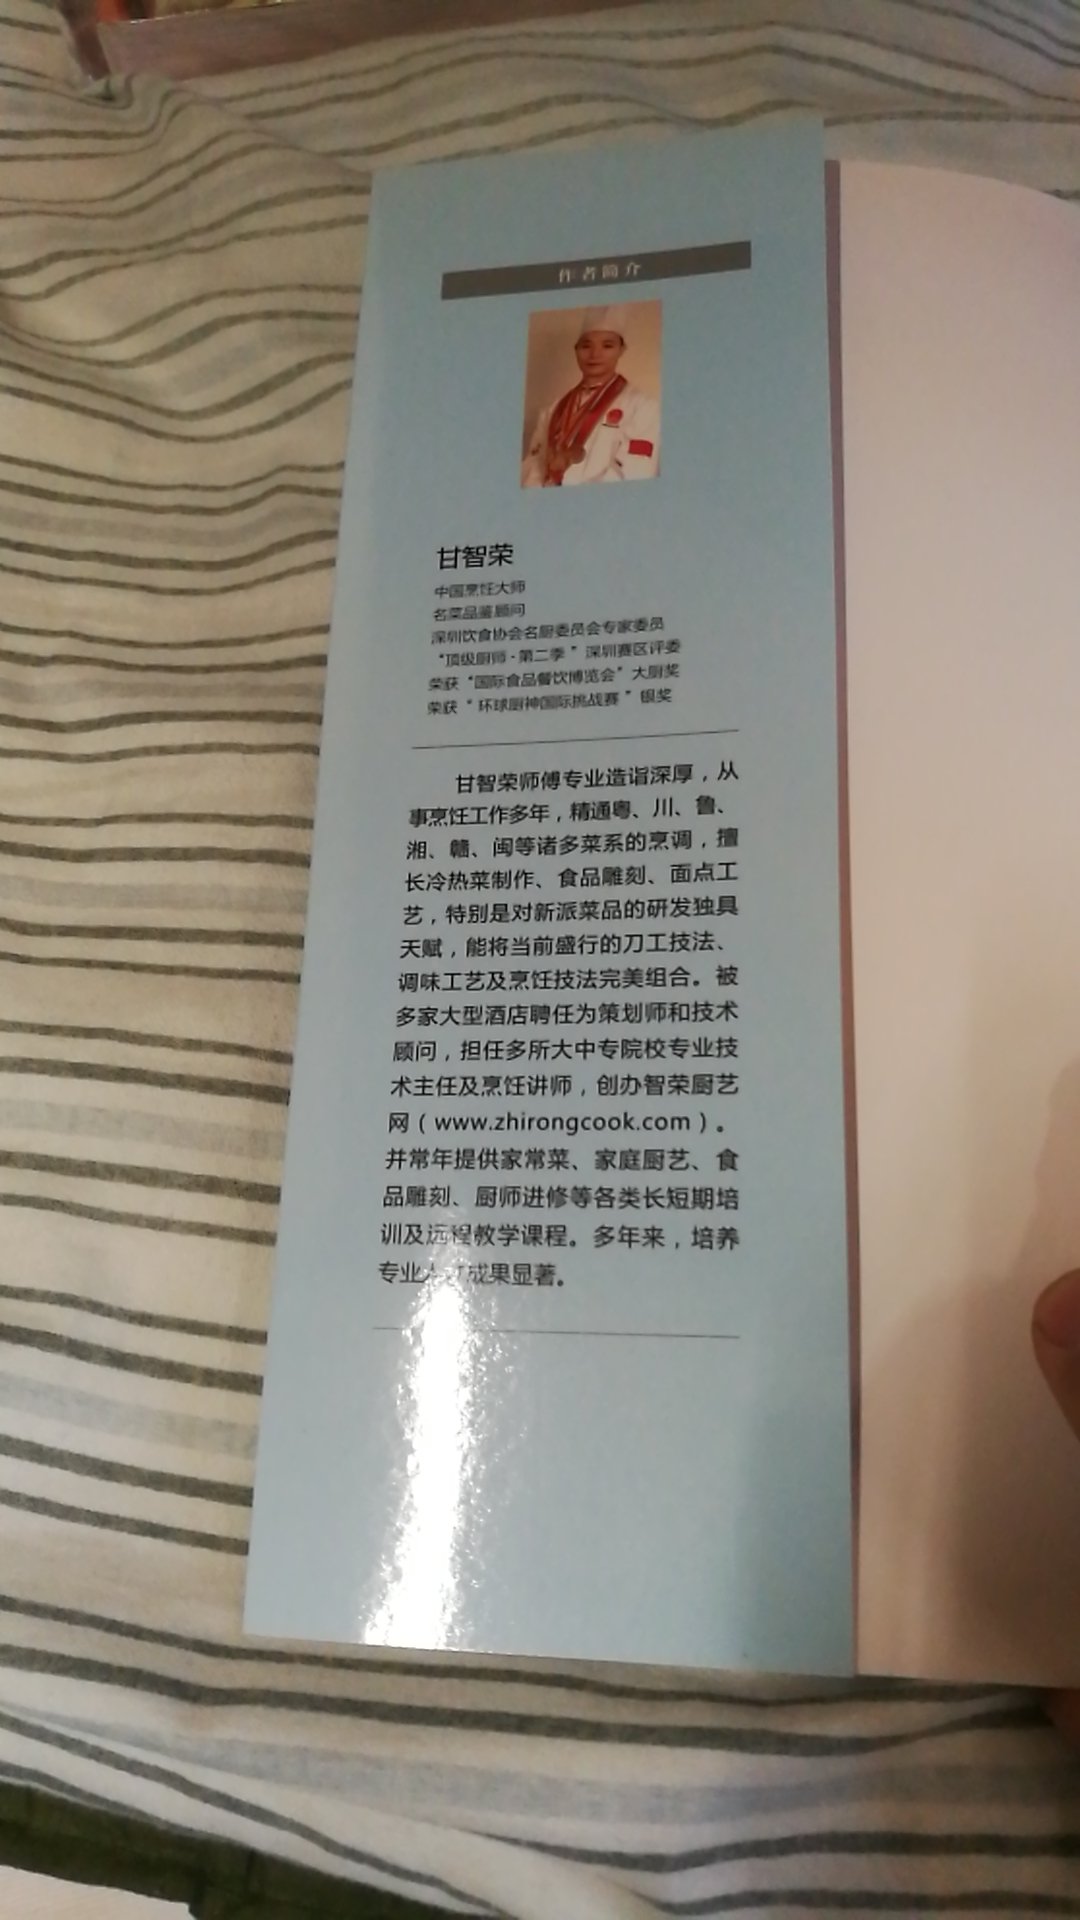 作者简介
甘智荣
中国烹饪大师
名菜品鉴顾问
深圳饮食协会名厨委员会专家委员
“顶级厨师·第二季”深圳赛区评委
荣获“国际食品餐饮博览会”大厨奖
荣获“环球厨神国际挑战赛”银奖
甘智荣师傅专业造诣深厚，从
事烹饪工作多年，精通粤、川、鲁、
湘、赣、闽等诸多菜系的烹调，擅
长冷热菜制作、食品雕刻、面点工
艺，特别是对新派菜品的研发独具
天赋，能将当前盛行的刀工技法、
调味工艺及烹饪技法完美组合。被
多家大型酒店聘任为策划师和技术
顾问，担任多所大中专院校专业技
术主任及烹饪讲师，创办智荣厨艺
网（www.zhirongcook.com）。
并常年提供家常菜、家庭厨艺、食
品雕刻、厨师进修等各类长短期培
训及远程教学课程。多年来，培养
专业人才成果显著。